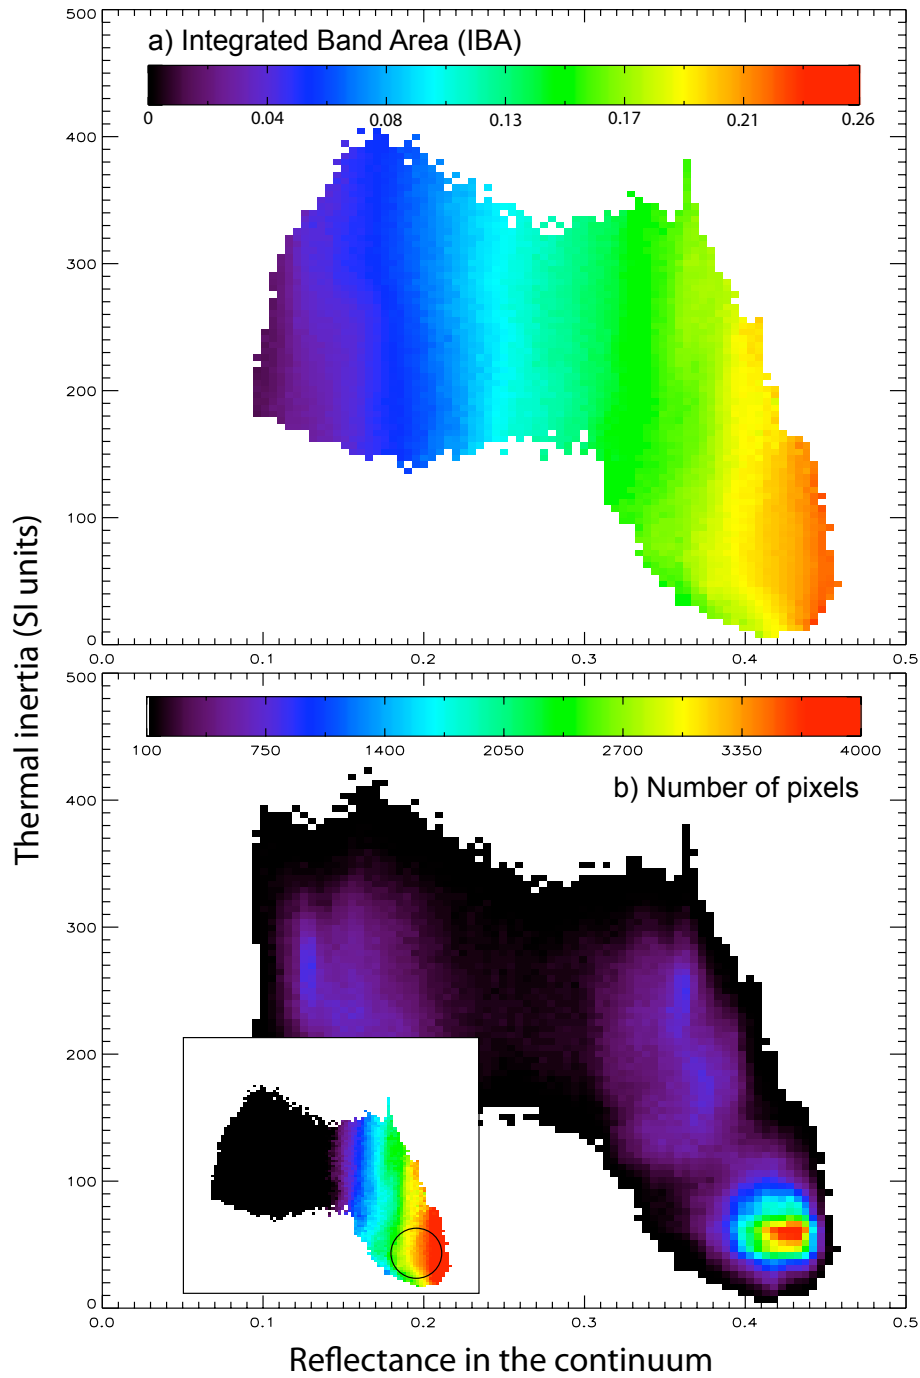 Thermal inertia (SI units)
500
a) Integrated Band Area (IBA)
0 0.04 0.08 0.13 0.17 0.21 0.26
400
300
200
100
0
0.0 0.1 0.2 0.3 0.4 0.5
500
100 750 1400 2050 2700 3350 4000
b) Number of pixels
400
300
200
100
0
0.0 0.1 0.2 0.3 0.4 0.5
Reflectance in the continuum